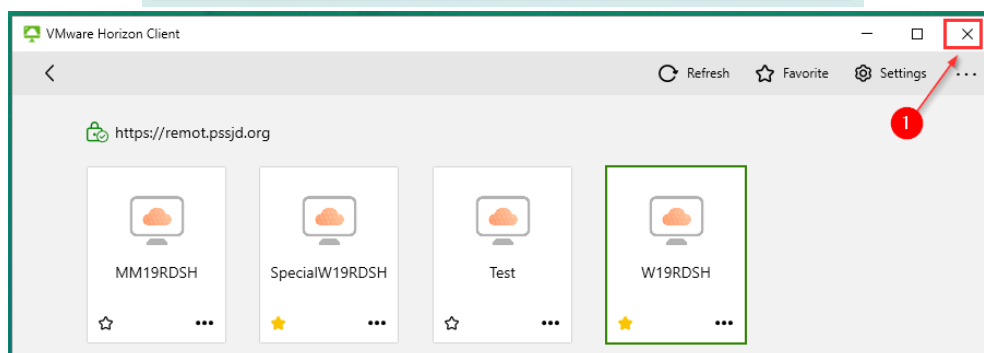 VMware Horizon Client
Refresh Favorite Settings
1
https://remot.pssjd.org
MM19RDSH SpecialW19RDSH Test W19RDSH